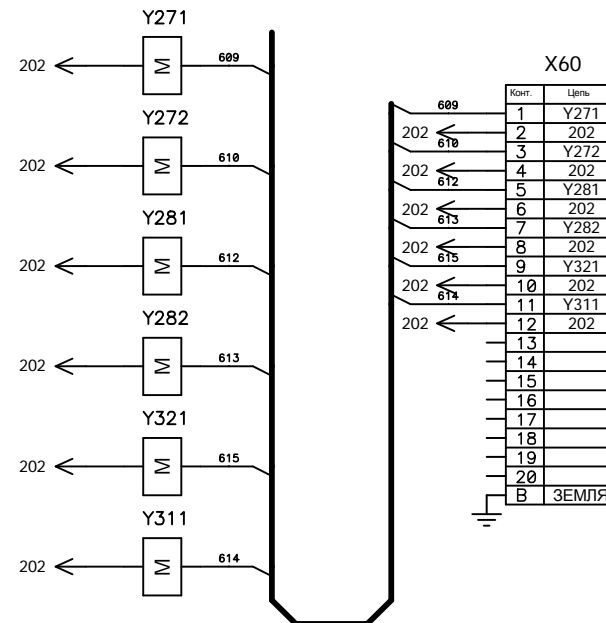 Y271
202 M 609
Y272
202 M 610
Y281
202 M 612
Y282
202 M 613
Y321
202 M 615
Y311
202 M 614
X60
Конт. Цепь
609 1 Y271
202 2 202
610 3 Y272
202 4 202
612 5 Y281
202 6 202
613 7 Y282
202 8 202
615 9 Y321
202 10 202
614 11 Y311
202 12 202
13
14
15
16
17
18
19
20
В ЗЕМЛЯ